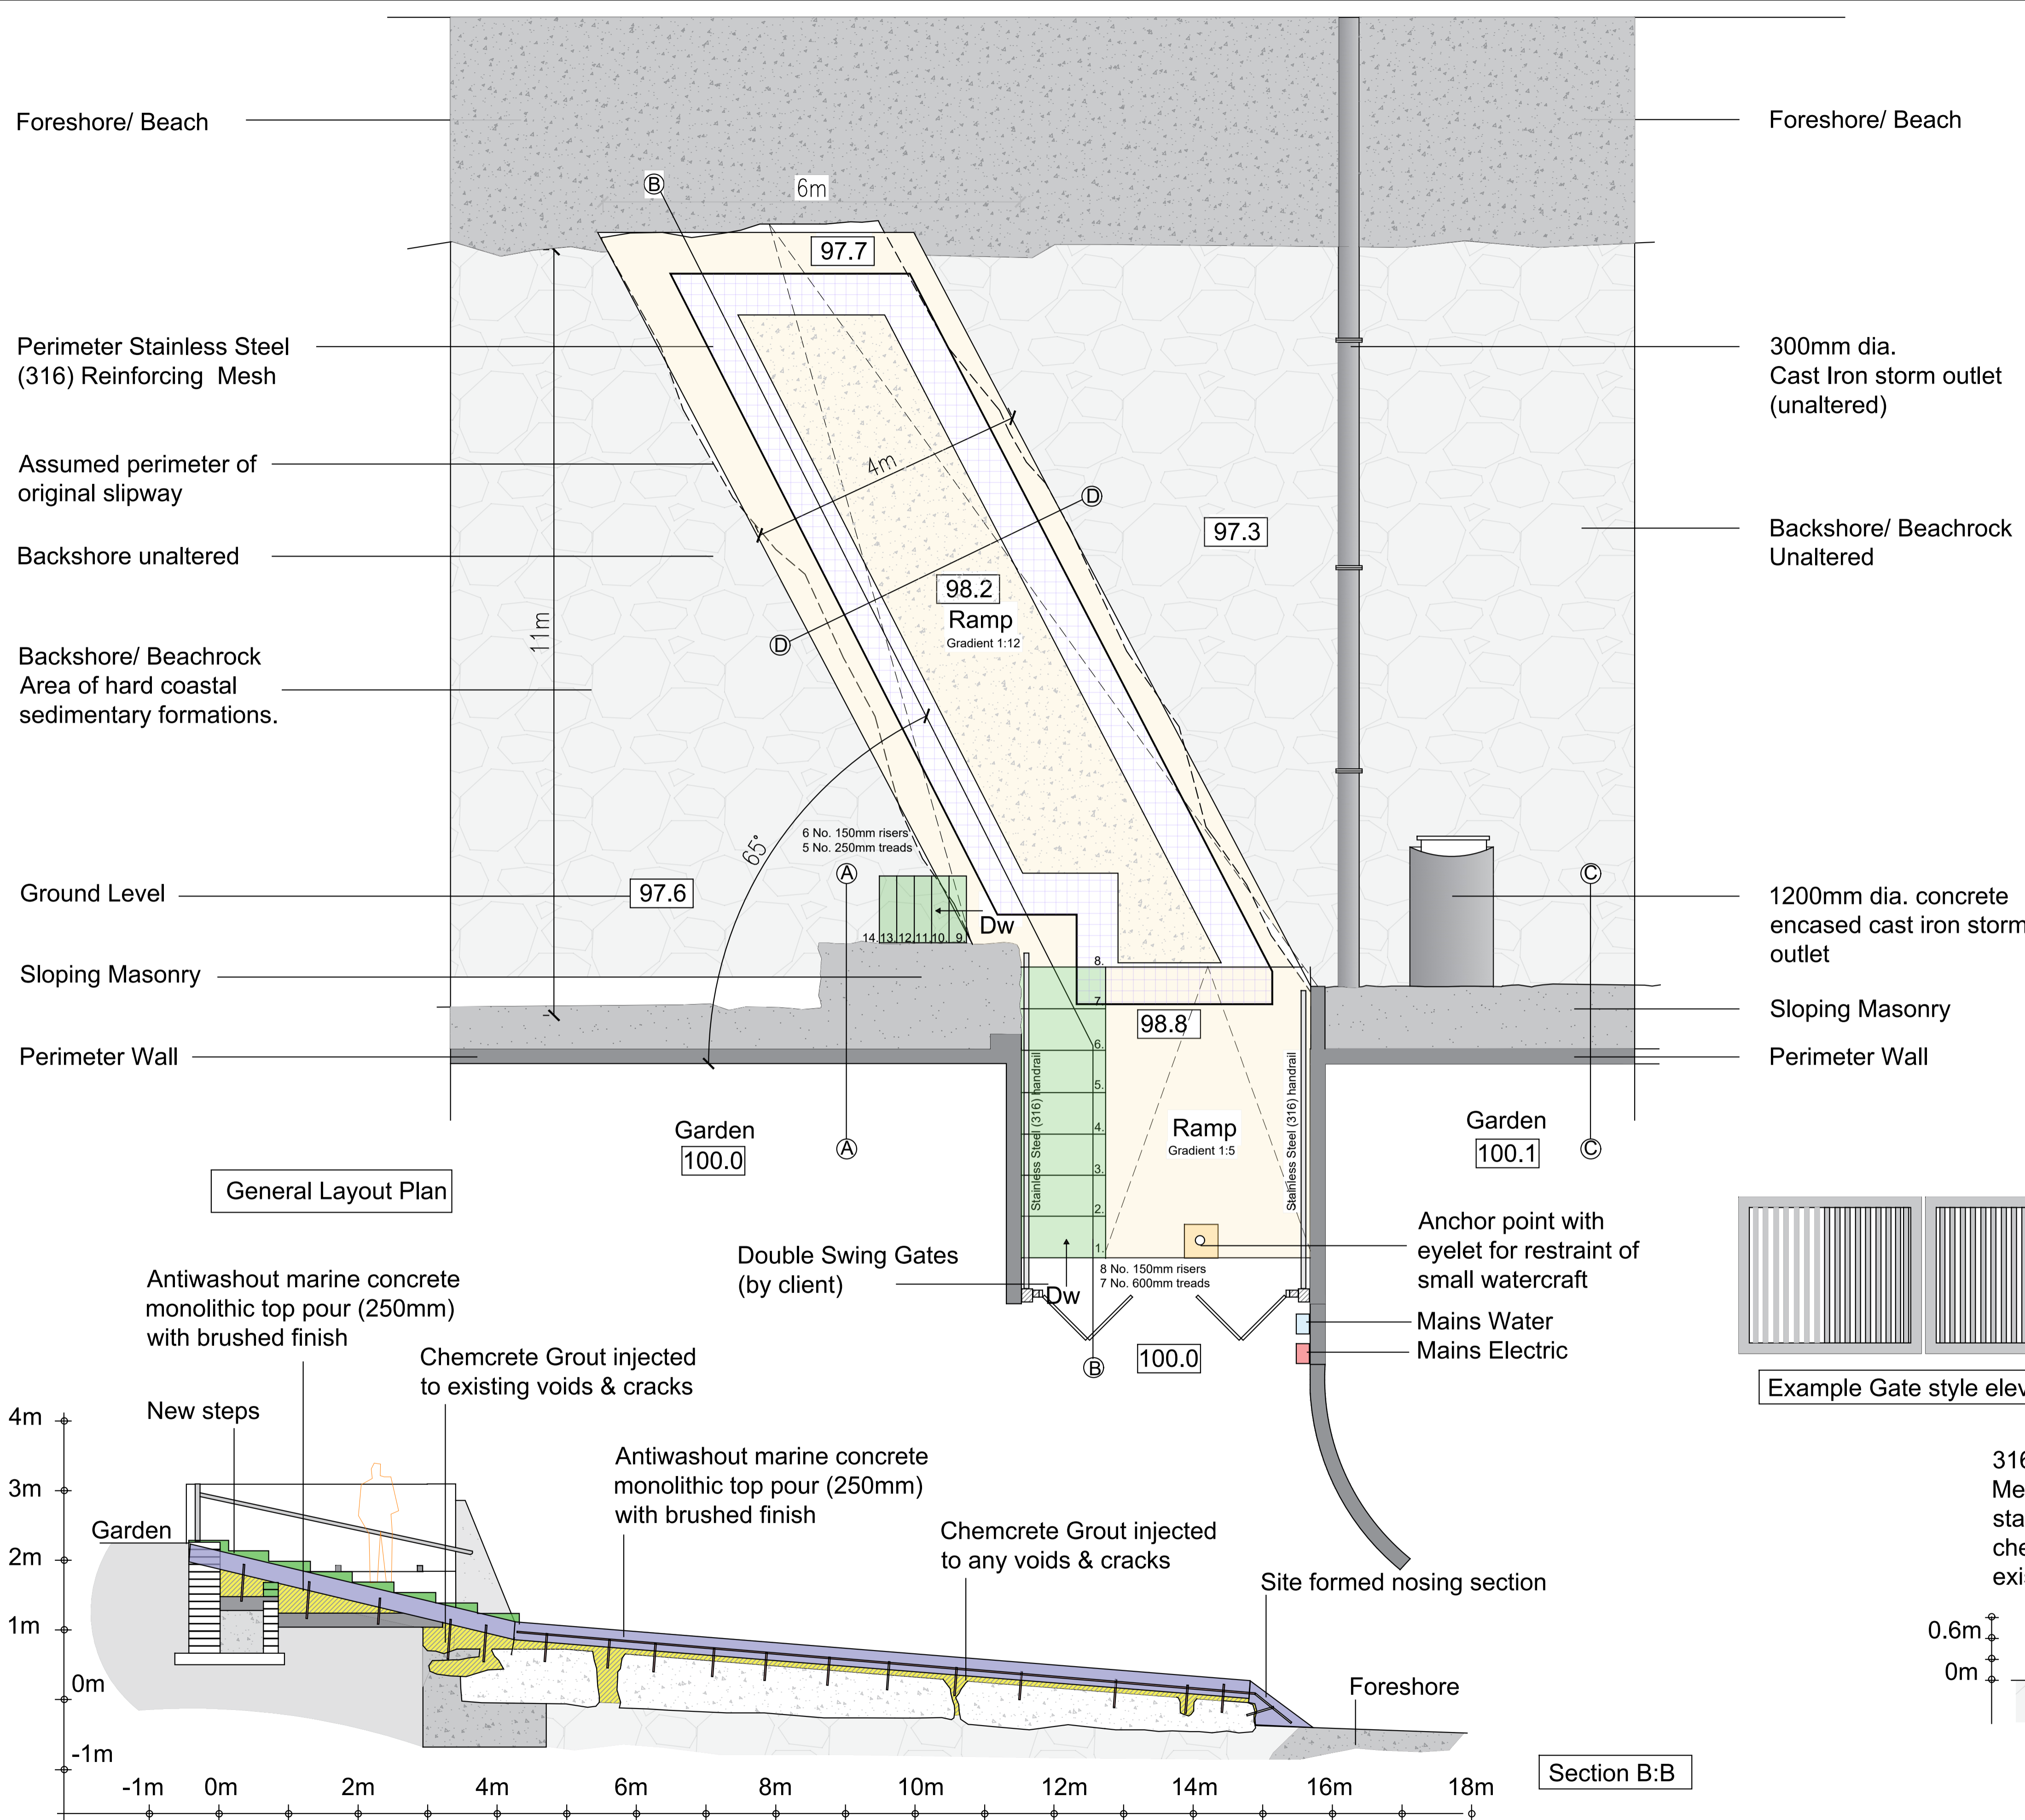 Foreshore/ Beach
Foreshore/ Beach
B
6m
97.7
Perimeter Stainless Steel
(316) Reinforcing Mesh
300mm dia.
Cast Iron storm outlet
(unaltered)
Assumed perimeter of
original slipway
4m
D
97.3
Backshore unaltered
Backshore/ Beachrock
Unaltered
98.2
Ramp
Gradient 1:12
D
11m
Backshore/ Beachrock
Area of hard coastal
sedimentary formations.
65°
6 No. 150mm risers
5 No. 250mm treads
A
C
Ground Level
97.6
1200mm dia. concrete
encased cast iron storm
outlet
Dw
14. 13. 12. 11. 10. 9.
8.
Sloping Masonry
7.
98.8
Sloping Masonry
6.
Perimeter Wall
Perimeter Wall
5.
Stainless Steel (316) handrail
Stainless Steel (316) handrail
4.
Garden
100.0
A
Ramp
Gradient 1:5
Garden
100.1
C
3.
General Layout Plan
2.
Anchor point with
eyelet for restraint of
small watercraft
1.
Double Swing Gates
(by client)
8 No. 150mm risers
7 No. 600mm treads
Dw
Mains Water
Mains Electric
B
100.0
Example Gate style elev
Antiwashout marine concrete
monolithic top pour (250mm)
with brushed finish
Chemcrete Grout injected
to existing voids & cracks
New steps
Antiwashout marine concrete
monolithic top pour (250mm)
with brushed finish
Chemcrete Grout injected
to any voids & cracks
Garden
4m
3m
2m
1m
0m
-1m
Site formed nosing section
Foreshore
316
Me
sta
che
exis
0.6m
0m
Section B:B
-1m 0m 2m 4m 6m 8m 10m 12m 14m 16m 18m